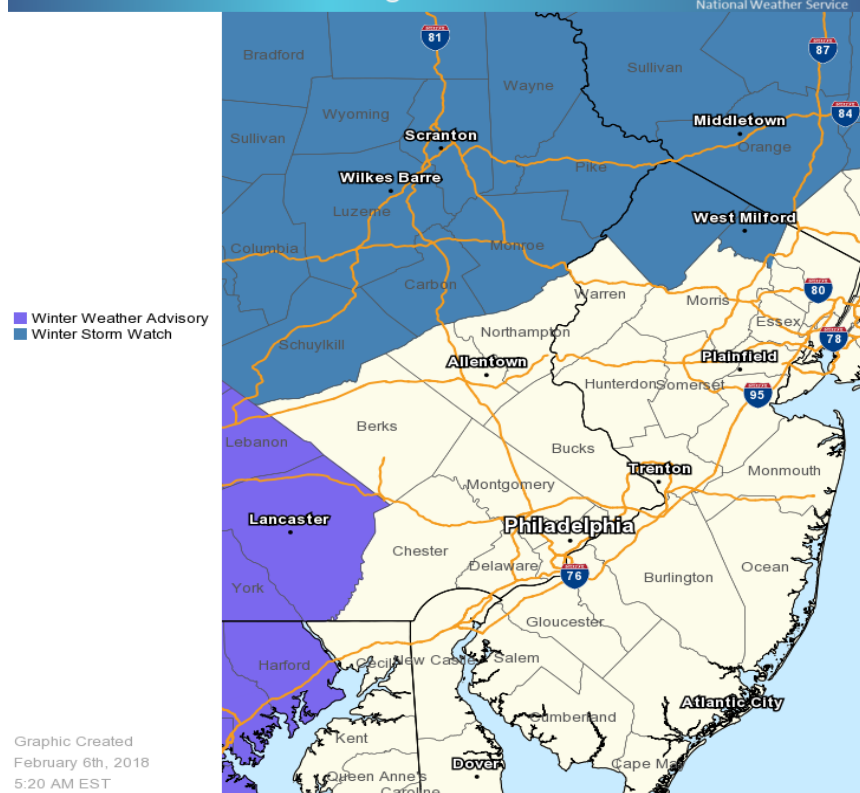 National Weather Service
81
87
Bradford
Sullivan
Wayne
Wyoming
84
Middletown
Scranton
Sullivan
Orange
Pike
Wilkes Barre
Luzerne
West Milford
Columbia
Monroe
Carbon
80
Warren
Morris
Winter Weather Advisory
Essex
Winter Storm Watch
Northampton
78
Schuylkill
Plainfield
Allentown
Hunterdon
Somerset
95
Berks
Lebanon
Bucks
Trenton
Monmouth
Montgomery
Lancaster
Philadelphia
Chester
Delaware
Ocean
76
Burlington
York
Gloucester
Harford
Cecil
New Castle
Salem
Atlantic City
Cumberland
Kent
Graphic Created
February 6th, 2018
5:20 AM EST
Dover
Cape May
Queen Anne's
Caroline